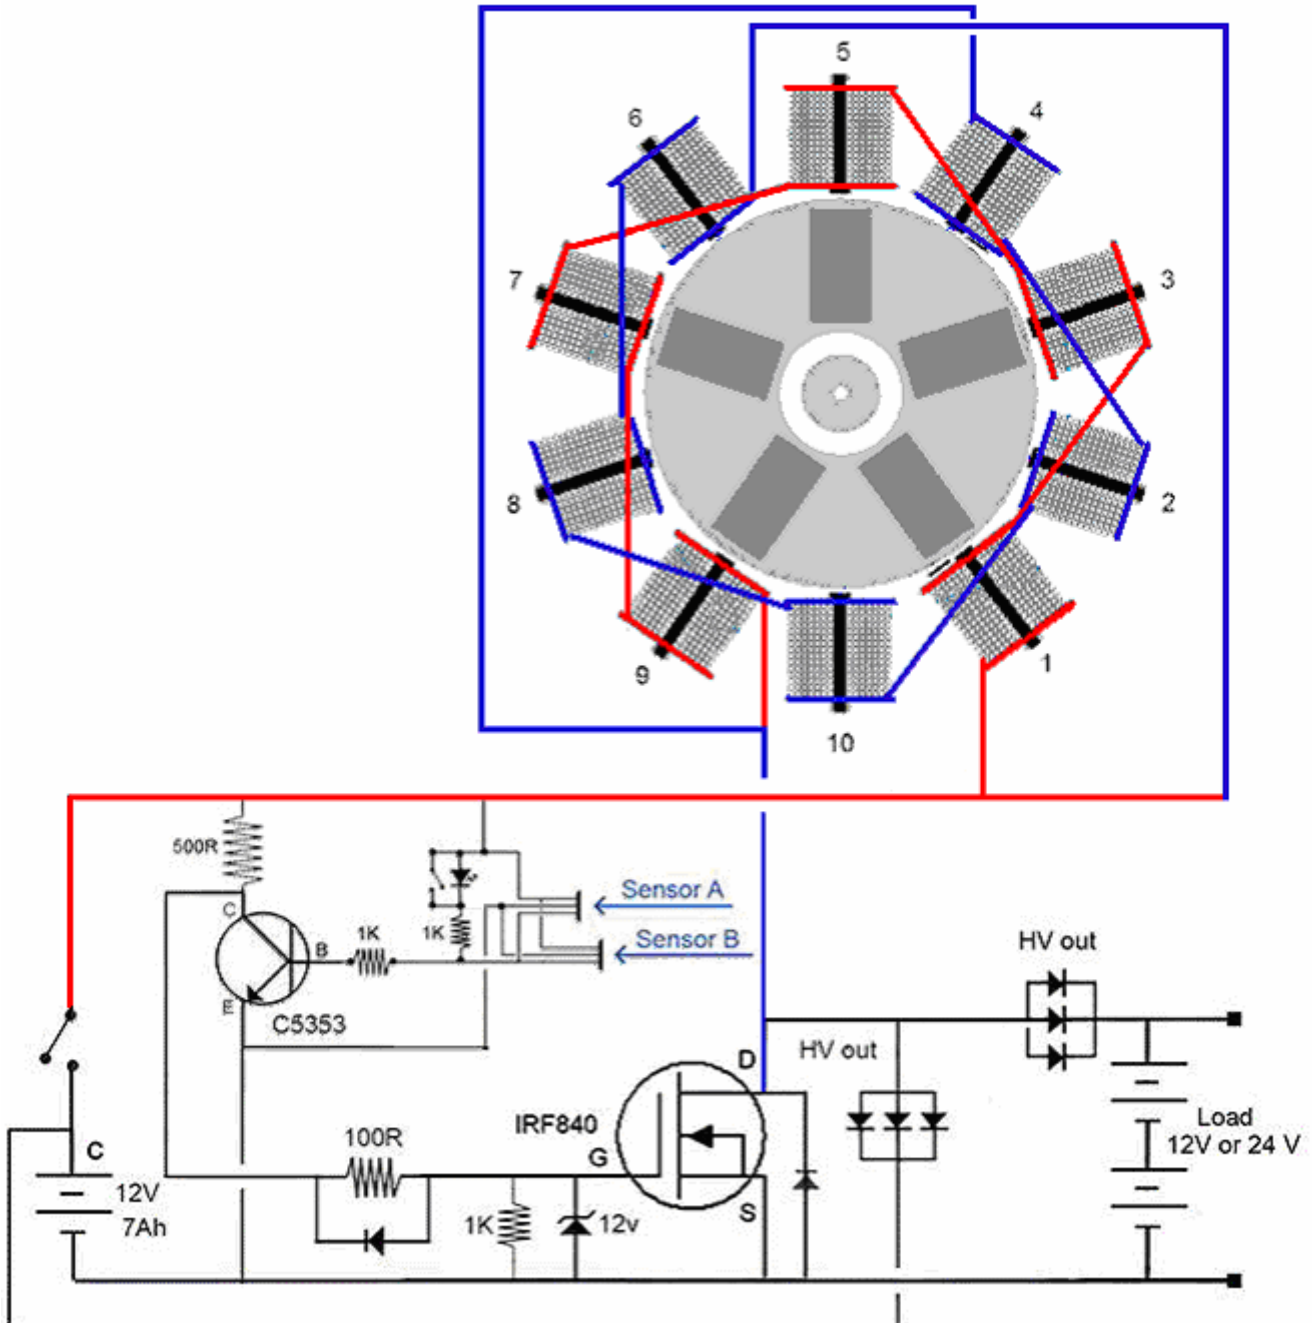 5
4
6
3
7
2
8
1
9
10
500R
Sensor A
C
1K
1K
B
Sensor B
HV out
E
C5353
HV out
D
IRF840
Load
12V or 24 V
100R
G
C
12V
7Ah
1K
12v
S